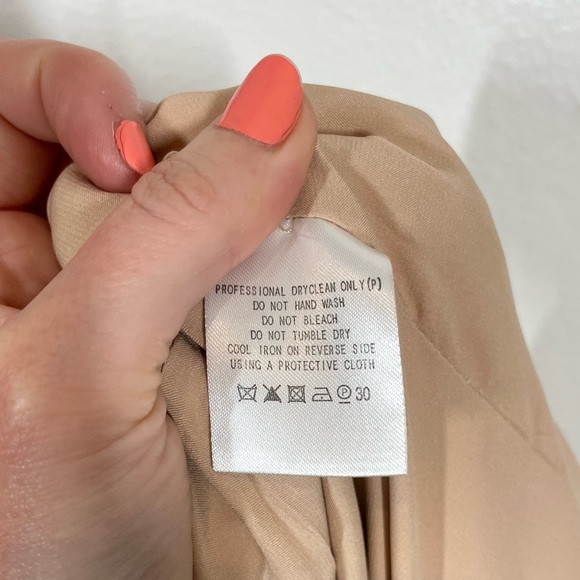 PROFESSIONAL DRYCLEAN ONLY(P)
DO NOT HAND WASH
DO NOT BLEACH
DO NOT TUMBLE DRY
COOL IRON ON REVERSE SIDE
USING A PROTECTIVE CLOTH
P 30